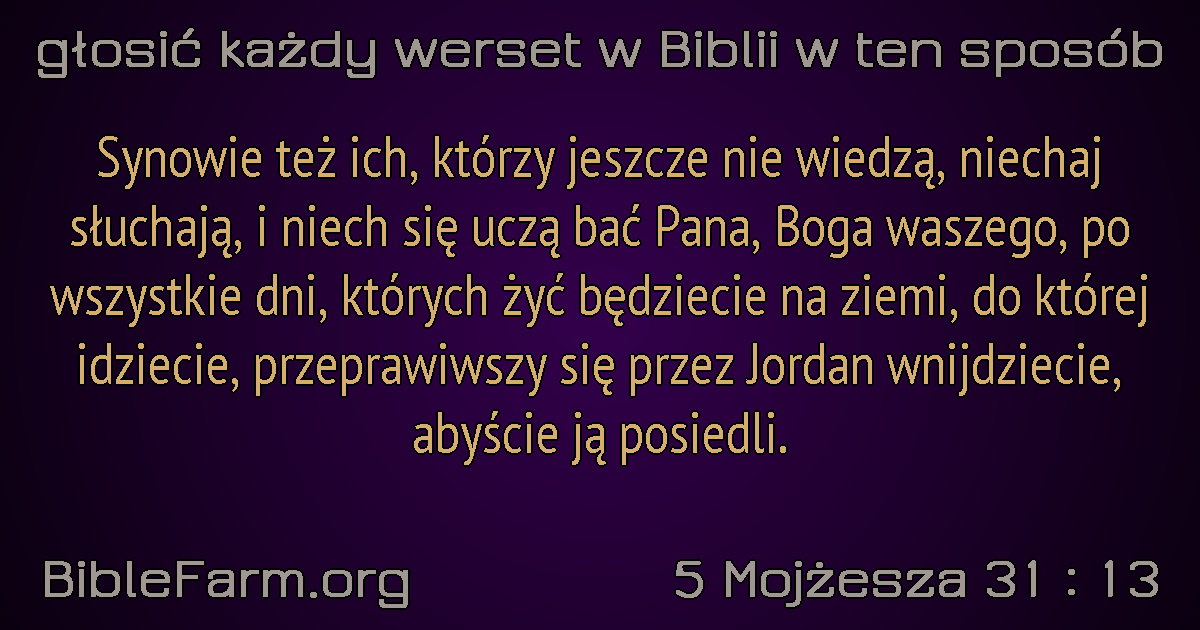 głosić każdy werset w Biblii w ten sposób
Synowie też ich, którzy jeszcze nie wiedzą, niechaj
słuchają, i niech się uczą bać Pana, Boga waszego, po
wszystkie dni, których żyć będziecie na ziemi, do której
idziecie, przeprawiwszy się przez Jordan wnijdziecie,
abyście ją posiedli.
BibleFarm.org
5 Mojżesza 31 : 13